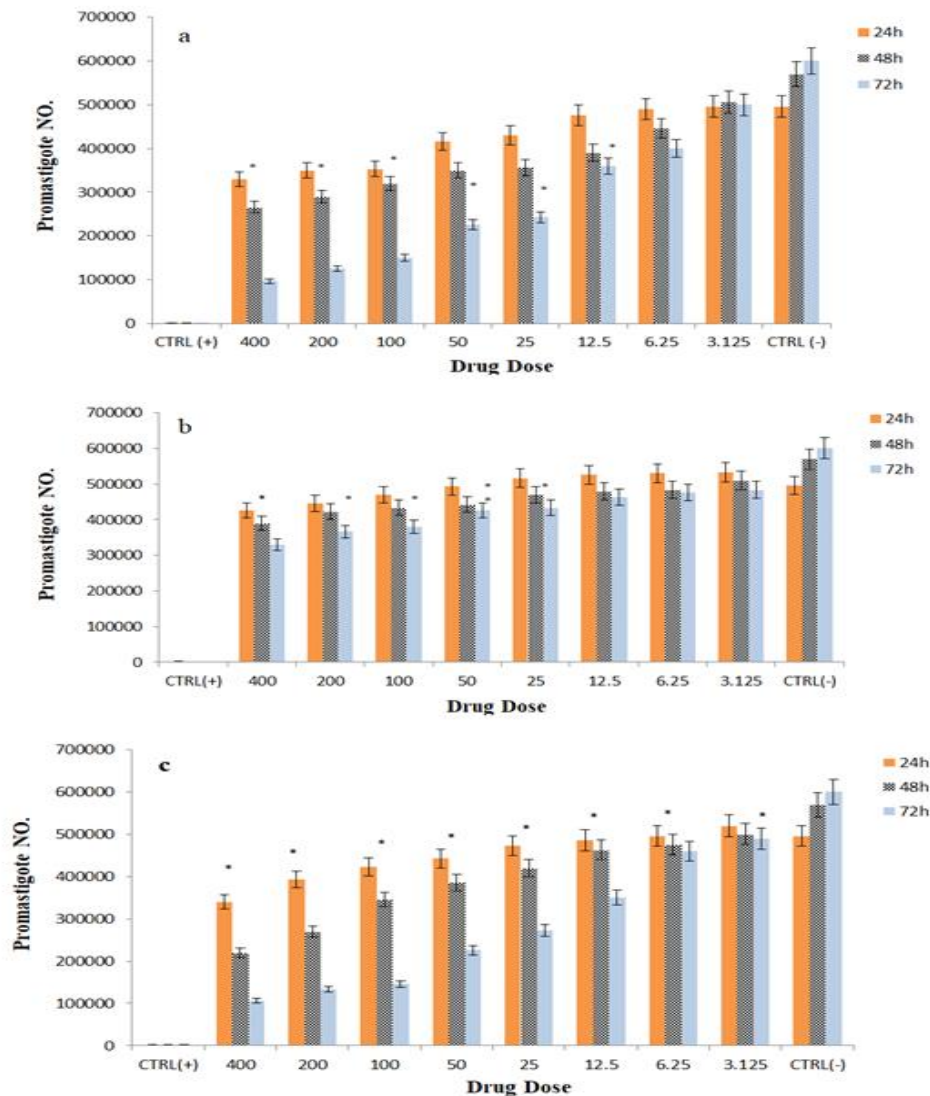 a
700000
600000
500000
400000
300000
200000
100000
0
Promastigote NO.
24h
48h
72h
* * * * * *
CTRL (+) 400 200 100 50 25 12.5 6.25 3.125 CTRL (-)
Drug Dose
b
700000
600000
500000
400000
300000
200000
100000
0
Promastigote NO.
24h
48h
72h
* * * * * *
CTRL(+) 400 200 100 50 25 12.5 6.25 3.125 CTRL(-)
Drug Dose
c
700000
600000
500000
400000
300000
200000
100000
0
Promastigote NO.
24h
48h
72h
* * * * * * * *
CTRL(+) 400 200 100 50 25 12.5 6.25 3.125 CTRL(-)
Drug Dose